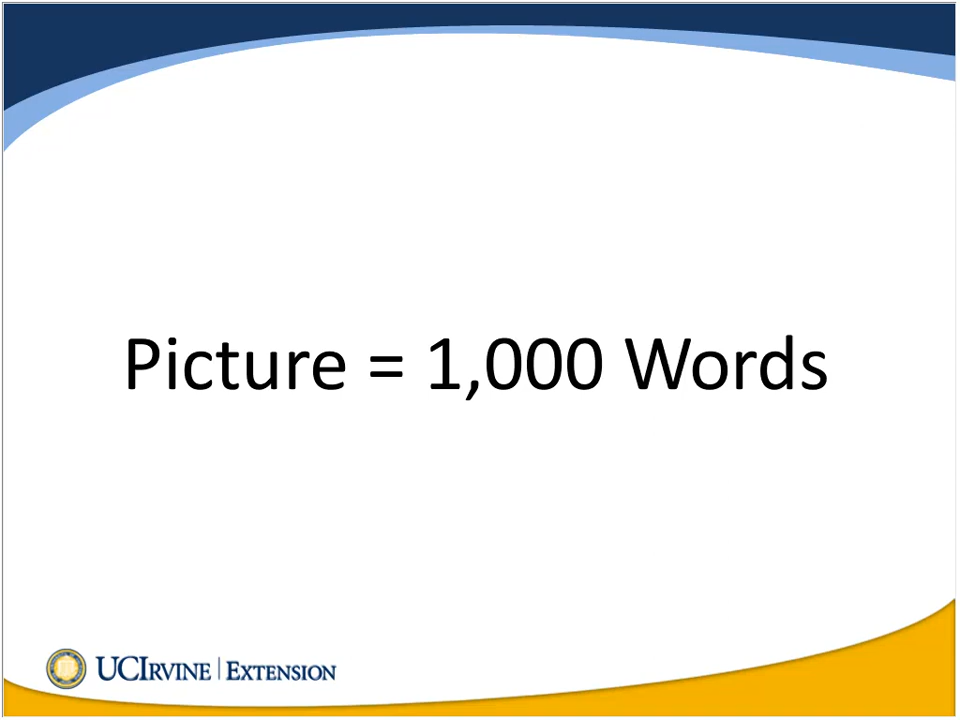 Picture = 1,000 Words
UCIRVINE | EXTENSION